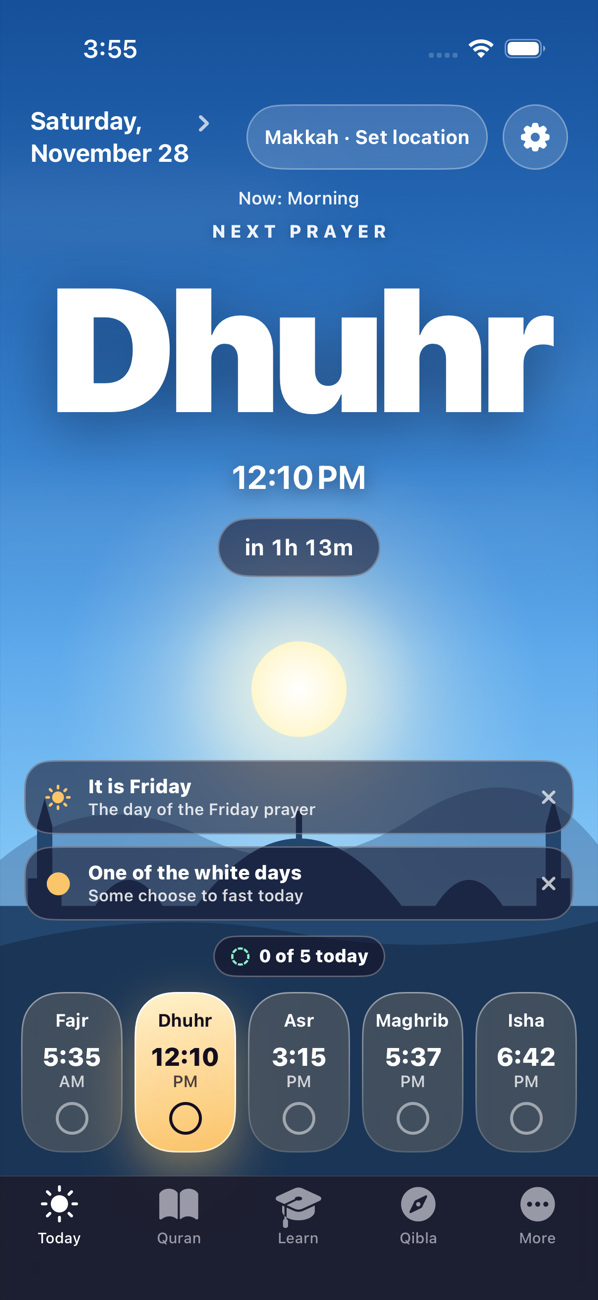 3:55
Saturday,
November 28
Makkah · Set location
Now: Morning
NEXT PRAYER
Dhuhr
12:10 PM
in 1h 13m
It is Friday
The day of the Friday prayer
One of the white days
Some choose to fast today
0 of 5 today
Fajr
5:35
AM
Dhuhr
12:10
PM
Asr
3:15
PM
Maghrib
5:37
PM
Isha
6:42
PM
Today
Quran
Learn
Qibla
More